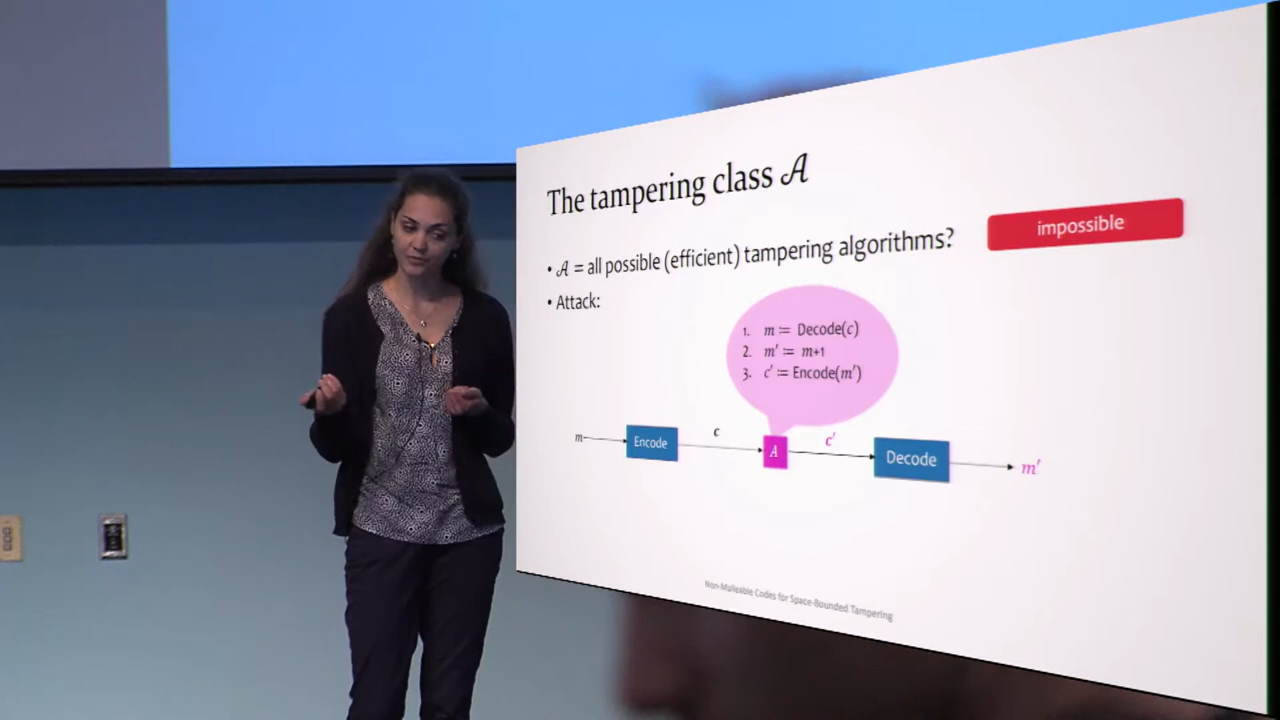 The tampering class 𝒜
• 𝒜 = all possible (efficient) tampering algorithms?
impossible
• Attack:
1. m := Decode(c)
2. m′ := m+1
3. c′ := Encode(m′)
m
Encode
c
A
c′
Decode
m′
Non-Malleable Codes for Space-Bounded Tampering